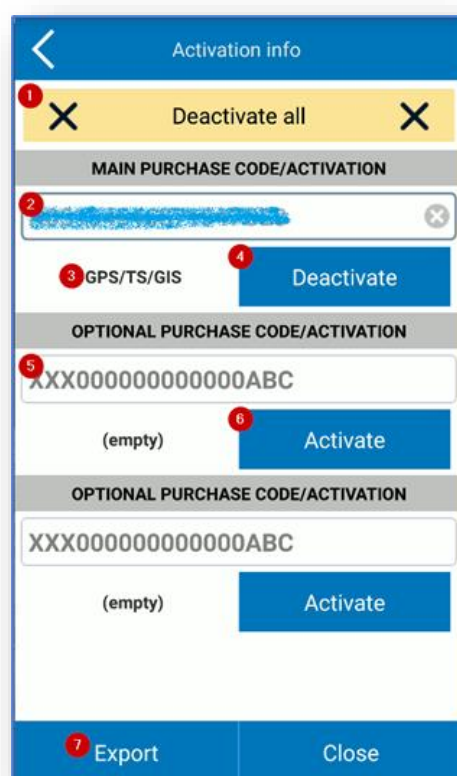 Activation info
1
Deactivate all
MAIN PURCHASE CODE/ACTIVATION
2
3 GPS/TS/GIS
4 Deactivate
OPTIONAL PURCHASE CODE/ACTIVATION
5 XXX000000000000ABC
(empty)
6 Activate
OPTIONAL PURCHASE CODE/ACTIVATION
XXX000000000000ABC
(empty)
Activate
7 Export
Close